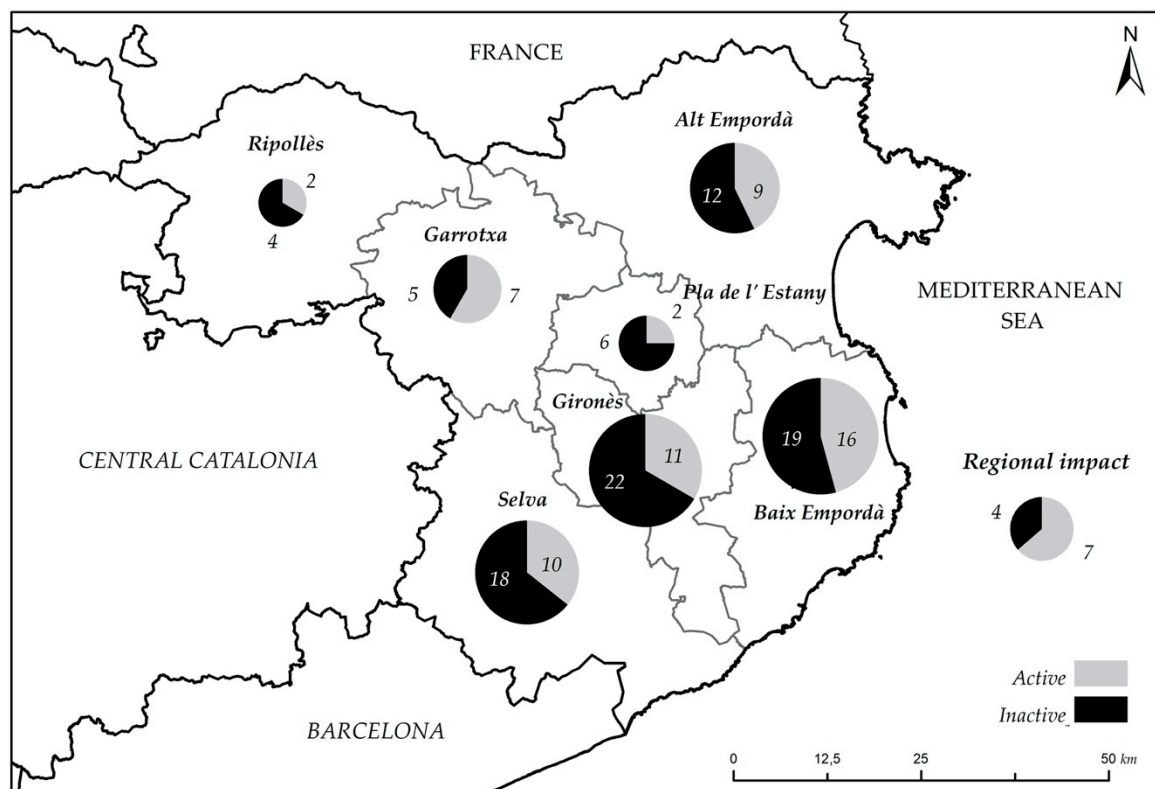 FRANCE
N
Alt Empordà
Ripollès
2
12
9
4
Garrotxa
5
7
Pla de l' Estany
2
6
MEDITERRANEAN
SEA
Gironès
11
22
19
16
CENTRAL CATALONIA
Regional impact
4
7
Selva
Baix Empordà
18
10
Active
Inactive
BARCELONA
0
12,5
25
50 km